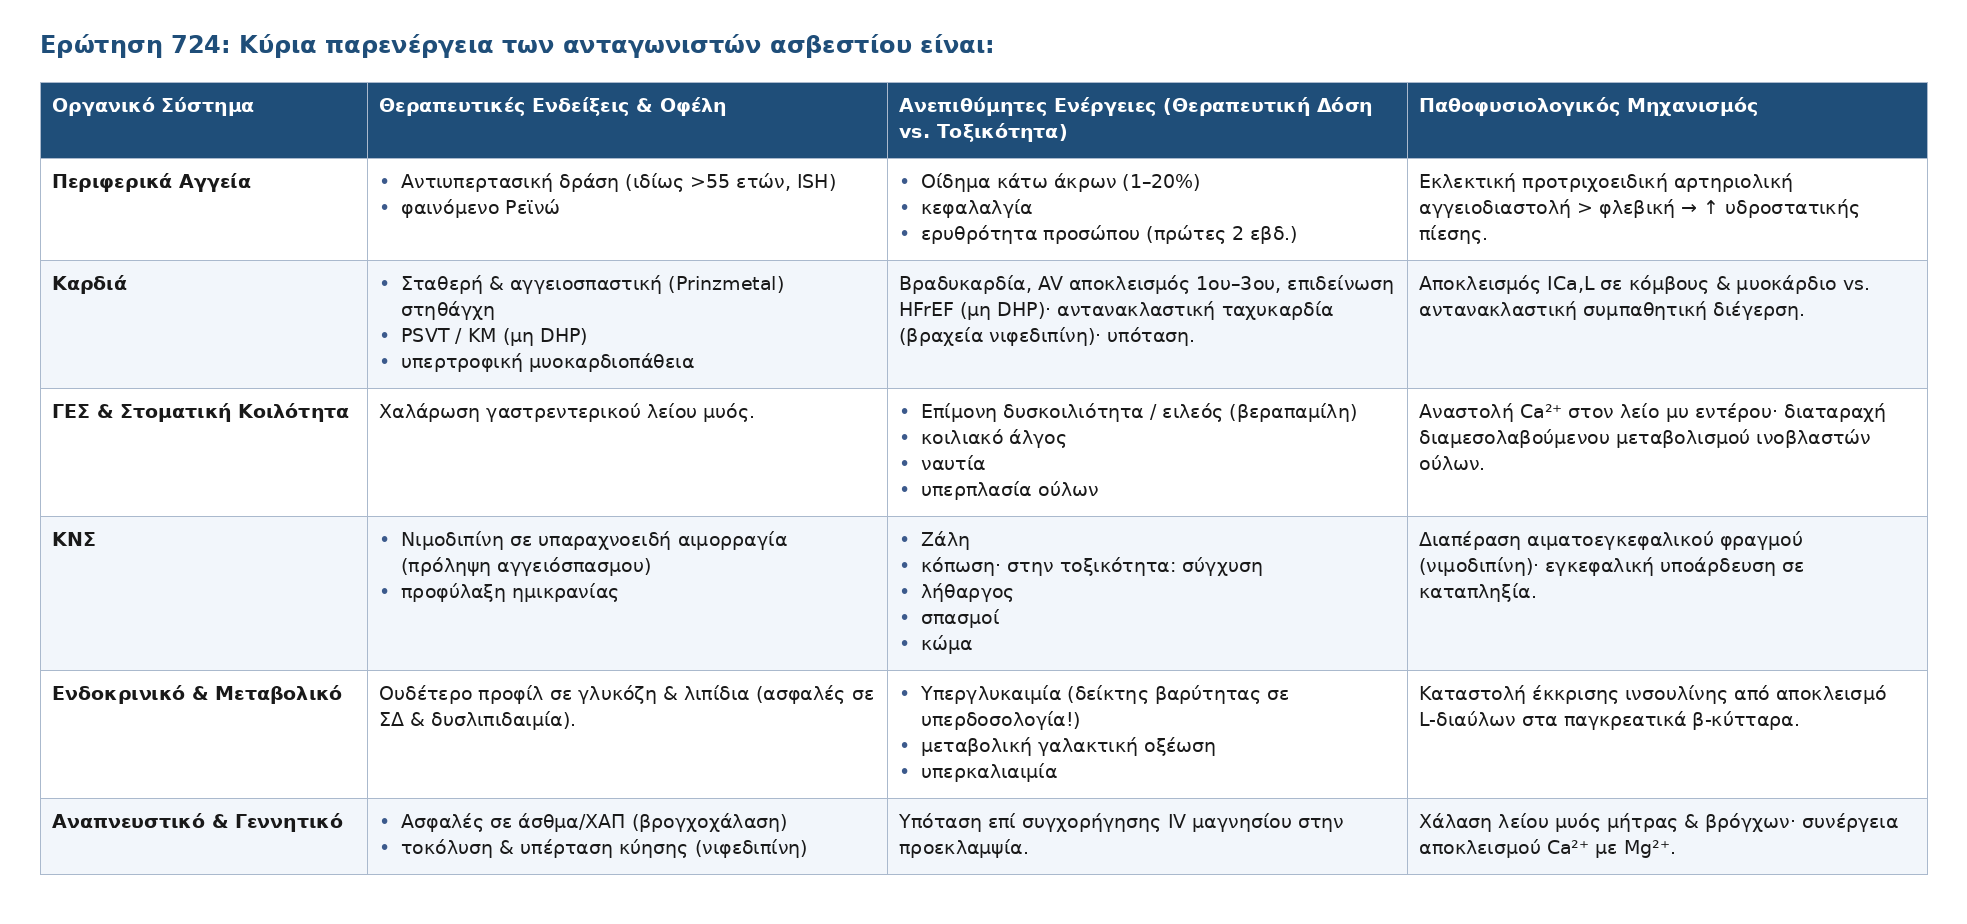 Ερώτηση 724: Κύρια παρενέργεια των ανταγωνιστών ασβεστίου είναι:
Οργανικό Σύστημα
Θεραπευτικές Ενδείξεις & Οφέλη
Ανεπιθύμητες Ενέργειες (Θεραπευτική Δόση
vs. Τοξικότητα)
Παθοφυσιολογικός Μηχανισμός
Περιφερικά Αγγεία
• Αντιυπερτασική δράση (ιδίως >55 ετών, ISH)
• φαινόμενο Ρεϊνώ
• Οίδημα κάτω άκρων (1–20%)
• κεφαλαλγία
• ερυθρότητα προσώπου (πρώτες 2 εβδ.)
Εκλεκτική προτριχοειδική αρτηριολική
αγγειοδιαστολή > φλεβική → ↑ υδροστατικής
πίεσης.
Καρδιά
• Σταθερή & αγγειοσπαστική (Prinzmetal)
στηθάγχη
• PSVT / ΚΜ (μη DHP)
• υπερτροφική μυοκαρδιοπάθεια
Βραδυκαρδία, AV αποκλεισμός 1ου–3ου, επιδείνωση
HFrEF (μη DHP)· αντανακλαστική ταχυκαρδία
(βραχεία νιφεδιπίνη)· υπόταση.
Αποκλεισμός ICa,L σε κόμβους & μυοκάρδιο vs.
αντανακλαστική συμπαθητική διέγερση.
ΓΕΣ & Στοματική Κοιλότητα
Χαλάρωση γαστρεντερικού λείου μυός.
• Επίμονη δυσκοιλιότητα / ειλεός (βεραπαμίλη)
• κοιλιακό άλγος
• ναυτία
• υπερπλασία ούλων
Αναστολή Ca²⁺ στον λείο μυ εντέρου· διαταραχή
διαμεσολαβούμενου μεταβολισμού ινοβλαστών
ούλων.
ΚΝΣ
• Νιμοδιπίνη σε υπαραχνοειδή αιμορραγία
(πρόληψη αγγειόσπασμου)
• προφύλαξη ημικρανίας
• Ζάλη
• κόπωση· στην τοξικότητα: σύγχυση
• λήθαργος
• σπασμοί
• κώμα
Διαπέραση αιματοεγκεφαλικού φραγμού
(νιμοδιπίνη)· εγκεφαλική υποάρδευση σε
καταπληξία.
Ενδοκρινικό & Μεταβολικό
Ουδέτερο προφίλ σε γλυκόζη & λιπίδια (ασφαλές σε
ΣΔ & δυσλιπιδαιμία).
• Υπεργλυκαιμία (δείκτης βαρύτητας σε
υπερδοσολογία!)
• μεταβολική γαλακτική οξέωση
• υπερκαλιαιμία
Καταστολή έκκρισης ινσουλίνης από αποκλεισμό
L-διαύλων στα παγκρεατικά β-κύτταρα.
Αναπνευστικό & Γεννητικό
• Ασφαλές σε άσθμα/ΧΑΠ (βρογχοχάλαση)
• τοκόλυση & υπέρταση κύησης (νιφεδιπίνη)
Υπόταση επί συγχορήγησης IV μαγνησίου στην
προεκλαμψία.
Χάλαση λείου μυός μήτρας & βρόγχων· συνέργεια
αποκλεισμού Ca²⁺ με Mg²⁺.